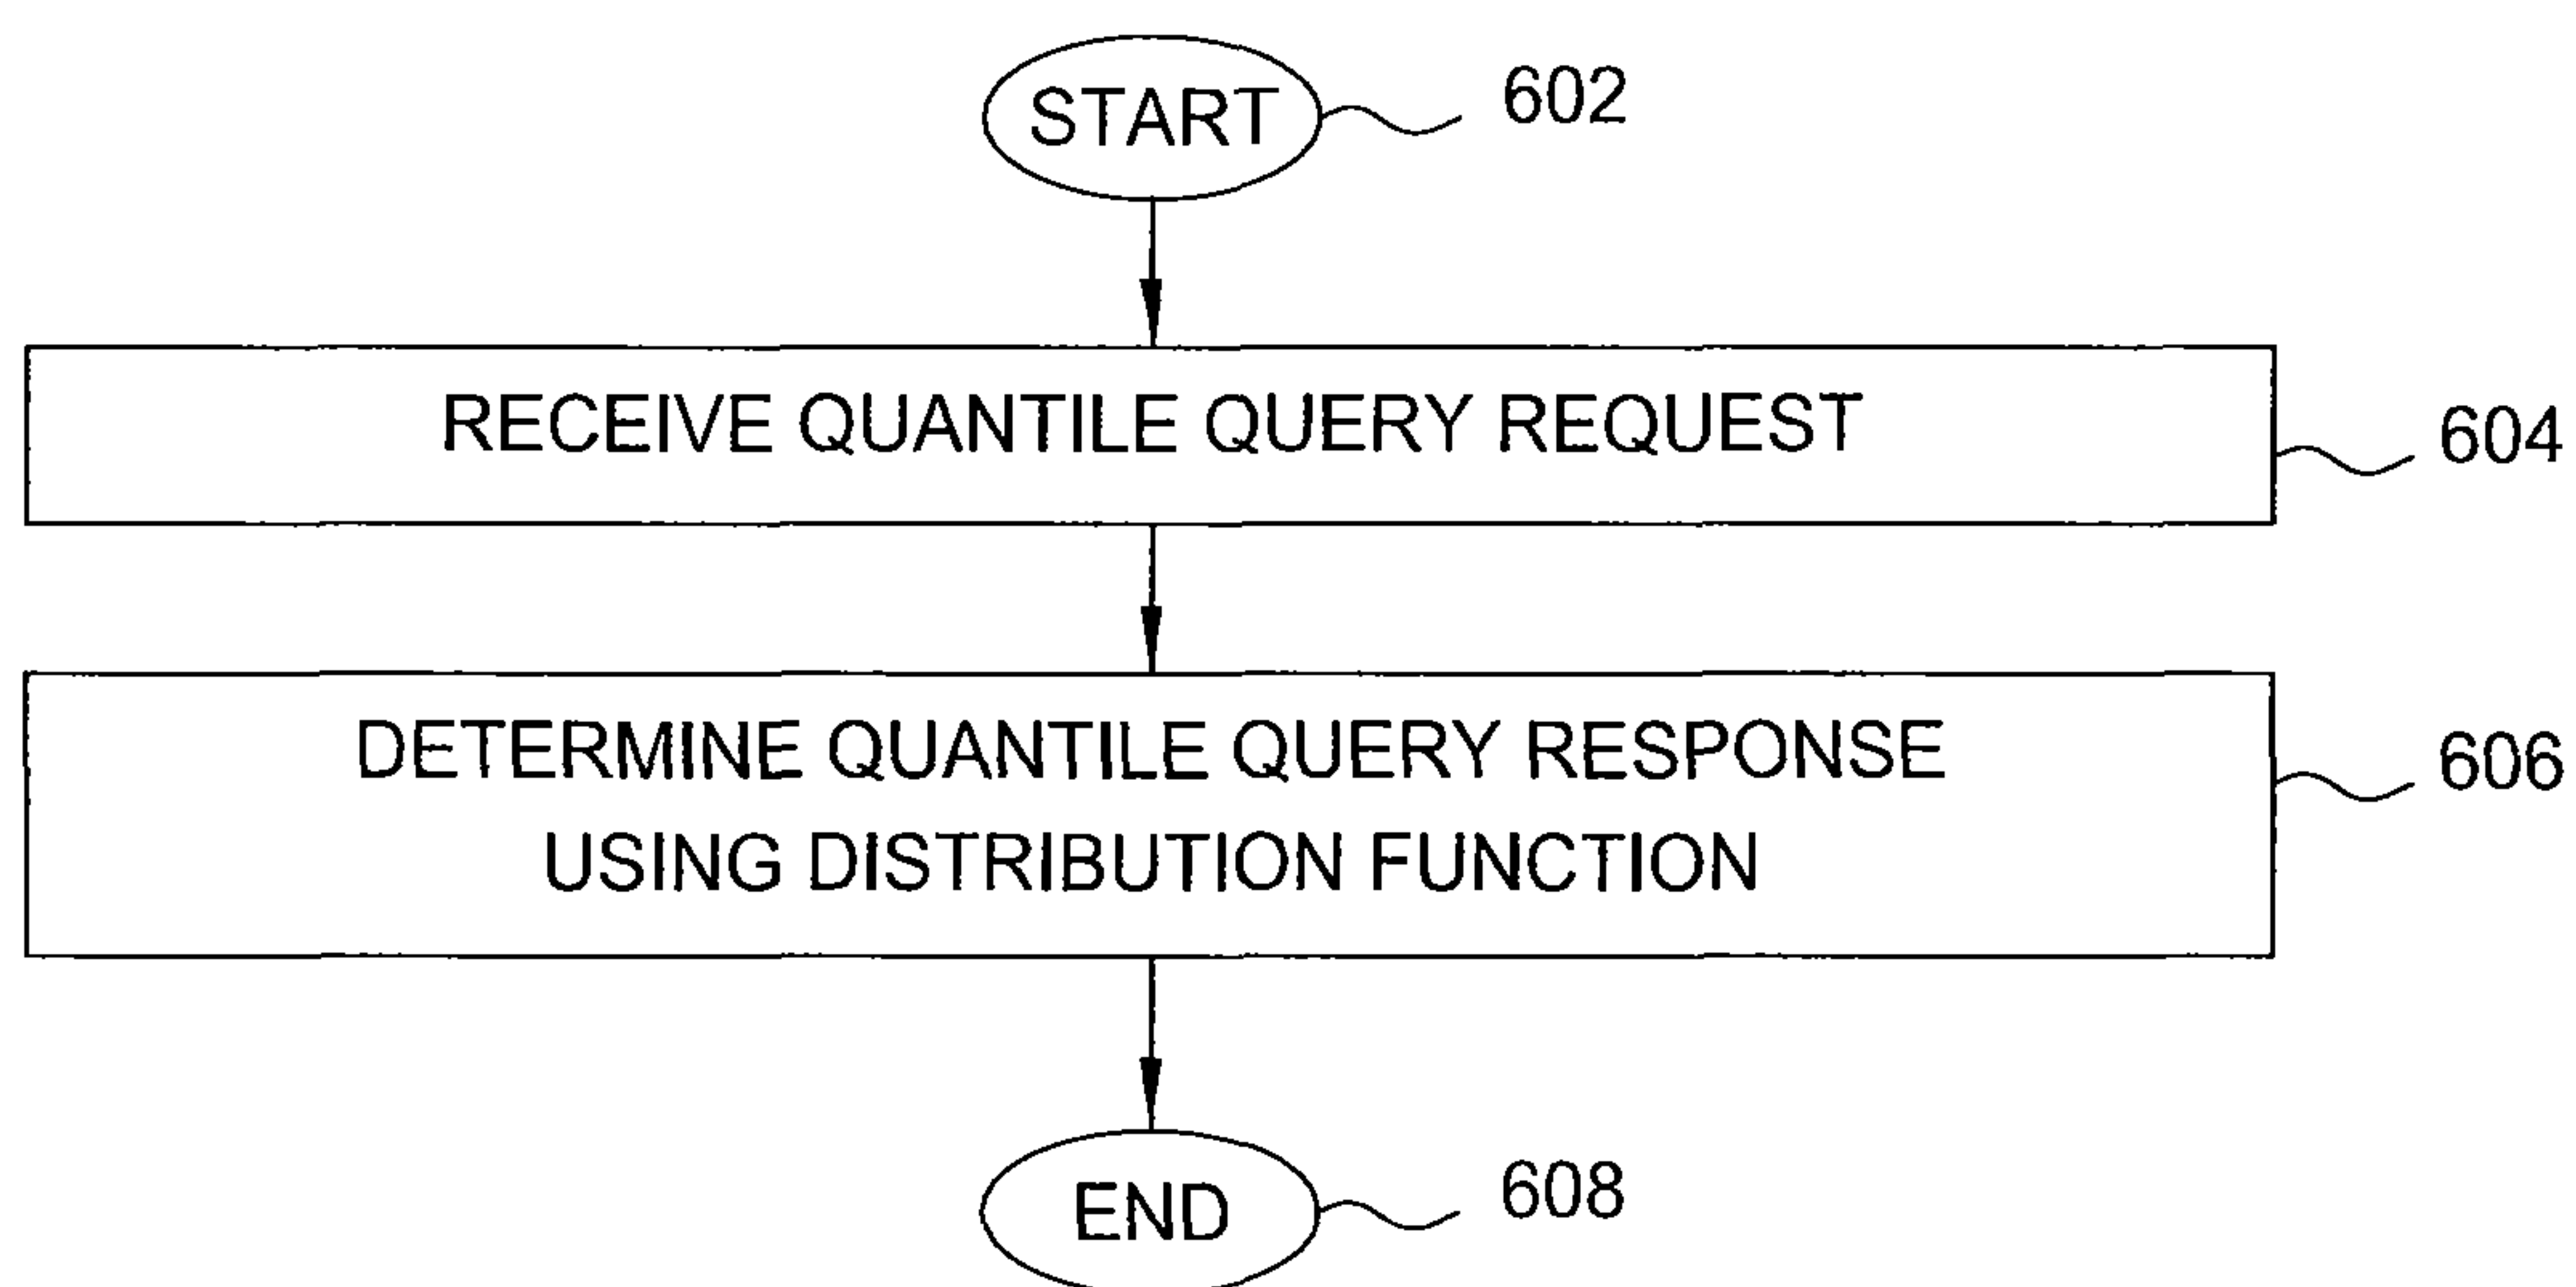 START
602
RECEIVE QUANTILE QUERY REQUEST
604
DETERMINE QUANTILE QUERY RESPONSE
USING DISTRIBUTION FUNCTION
606
END
608